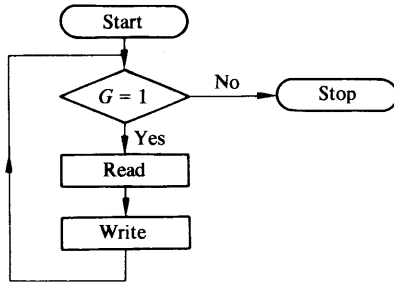 Start
G = 1
No
Stop
Yes
Read
Write